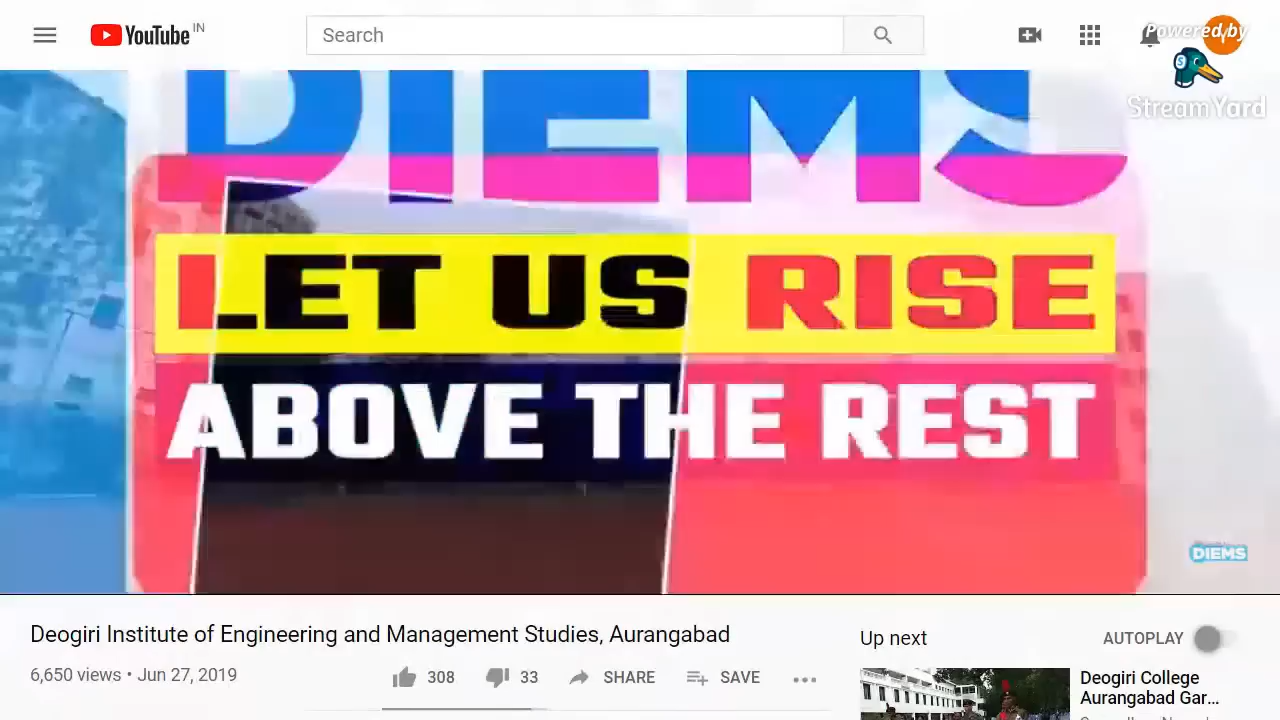 YouTube IN
Search
Powered by
StreamYard
DIEMS
LET US RISE
ABOVE THE REST
DIEMS
Deogiri Institute of Engineering and Management Studies, Aurangabad
6,650 views • Jun 27, 2019
308
33
SHARE
SAVE
Up next
AUTOPLAY
Deogiri College
Aurangabad Gar...